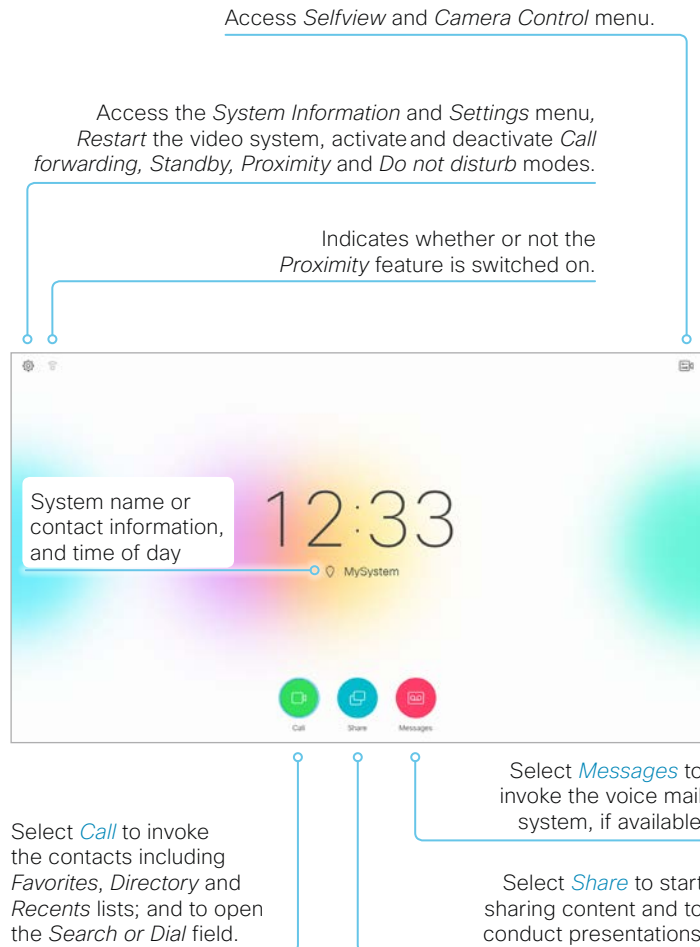 Access Selfview and Camera Control menu.
Access the System Information and Settings menu,
Restart the video system, activate and deactivate Call
forwarding, Standby, Proximity and Do not disturb modes.
Indicates whether or not the
Proximity feature is switched on.
System name or
contact information,
and time of day
12:33
MySystem
Call
Share
Messages
Select Messages to
invoke the voice mail
system, if available
Select Call to invoke
the contacts including
Favorites, Directory and
Recents lists; and to open
the Search or Dial field.
Select Share to start
sharing content and to
conduct presentations